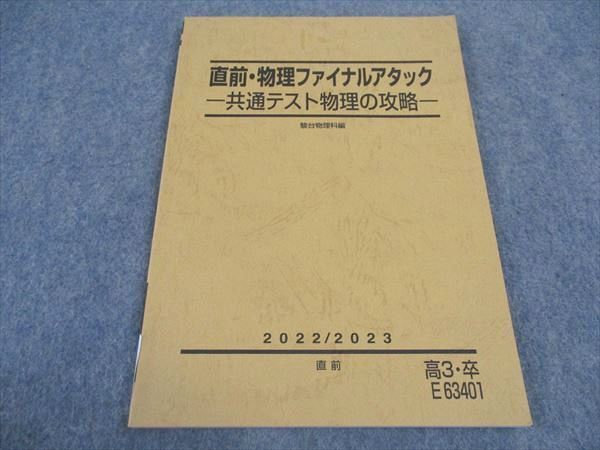 直前・物理ファイナルアタック
―共通テスト物理の攻略―
駿台物理科編
2022/2023
直前
高3・卒
E63401